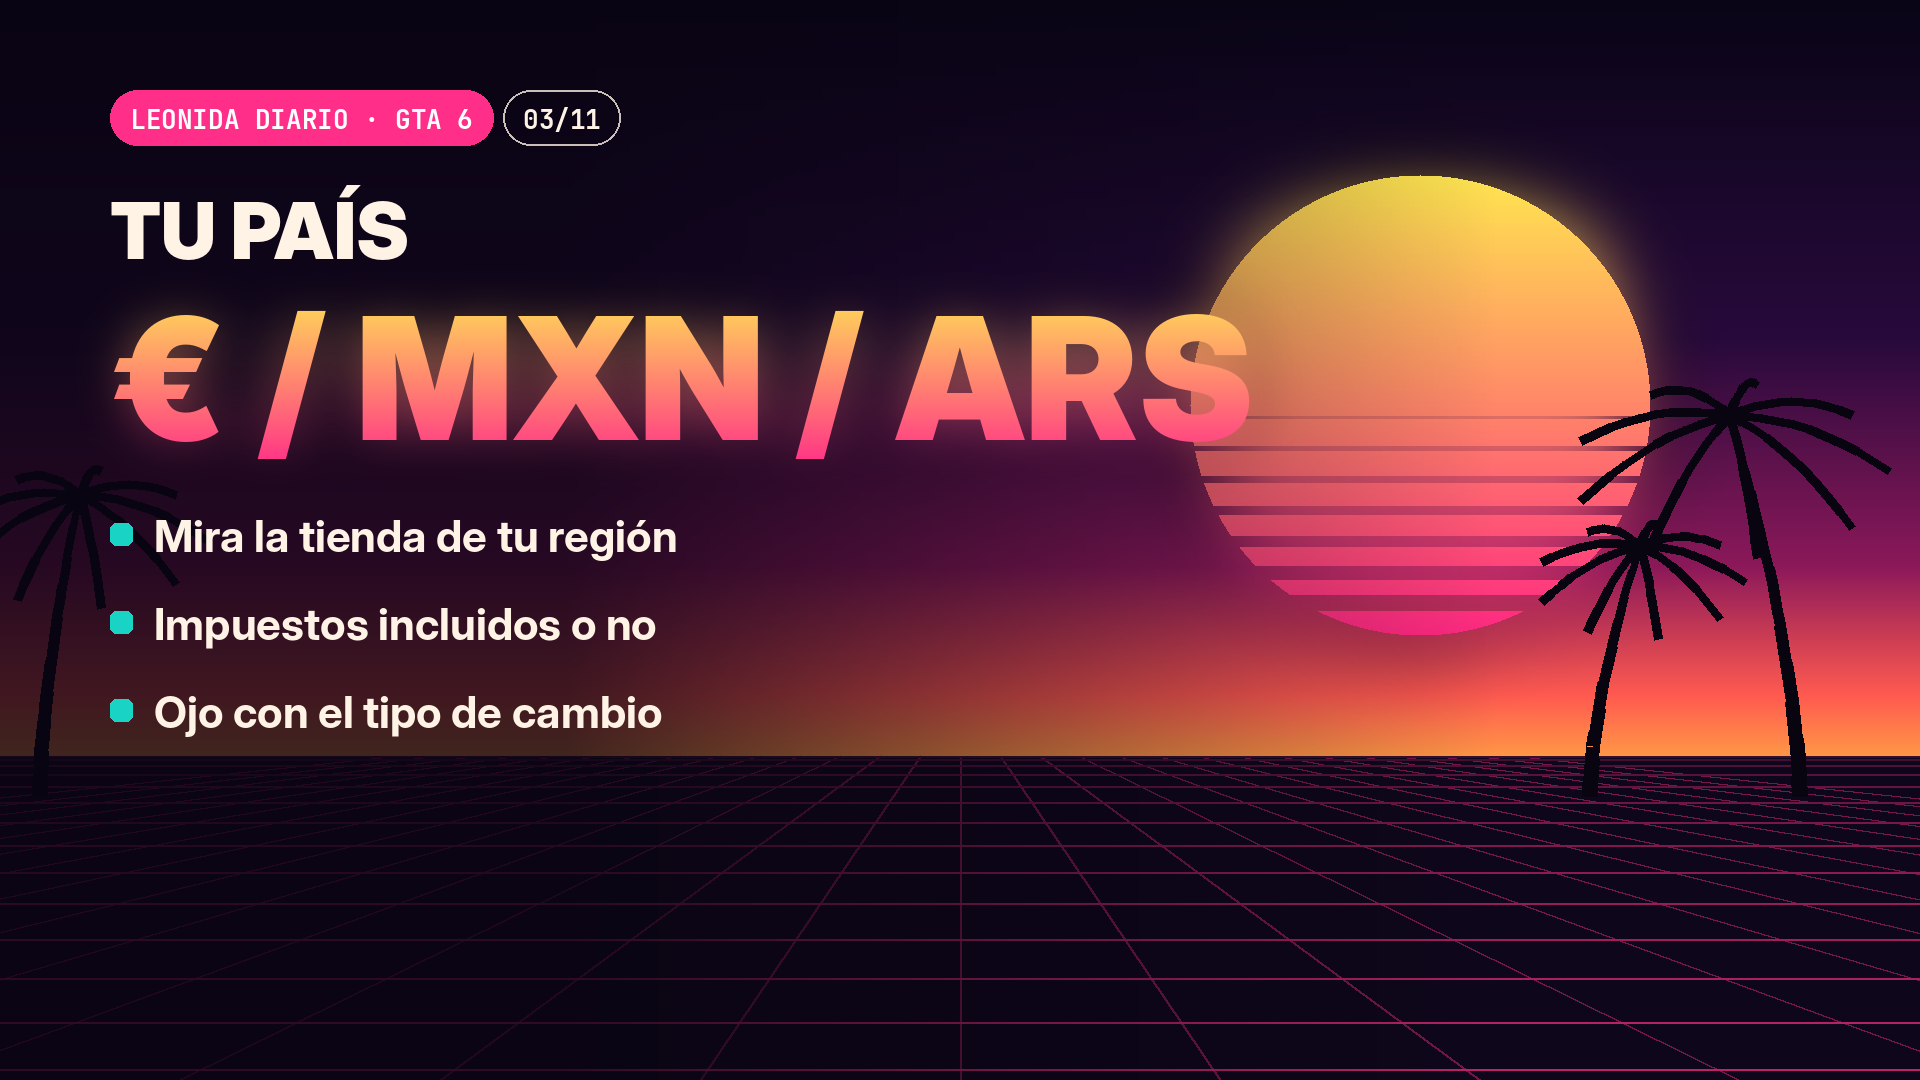 LEONIDA DIARIO · GTA 6 03/11
TU PAÍS
€ / MXN / ARS
Mira la tienda de tu región
Impuestos incluidos o no
Ojo con el tipo de cambio